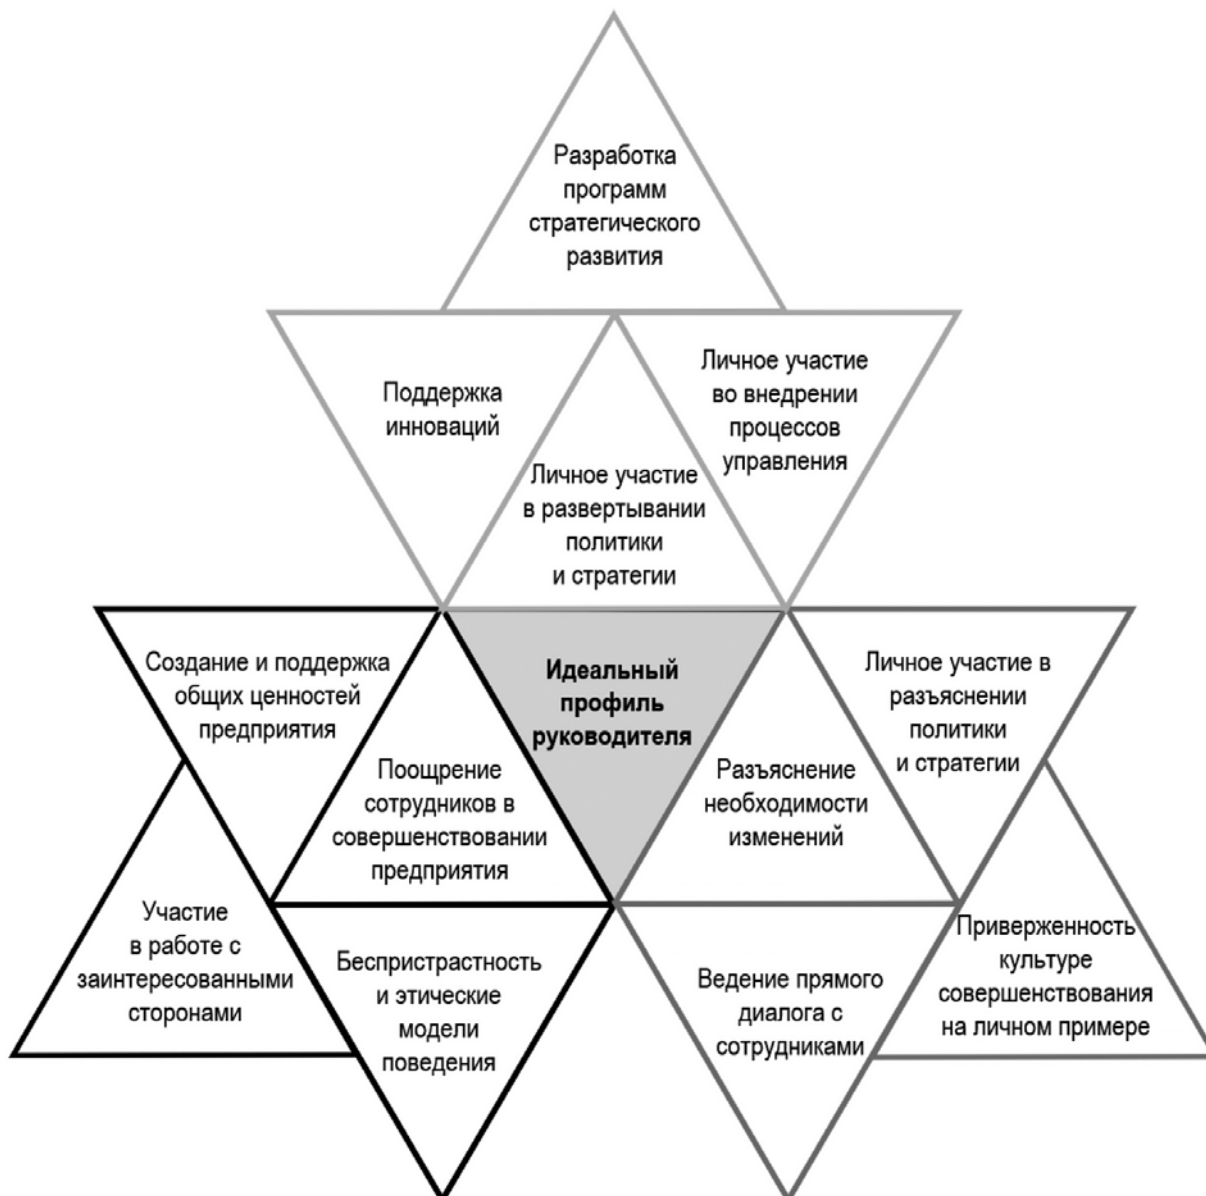 Разработка
программ
стратегического
развития
Поддержка
инноваций
Личное участие
в развертывании
политики
и стратегии
Личное участие
во внедрении
процессов
управления
Создание и поддержка
общих ценностей
предприятия
Поощрение
сотрудников в
совершенствовании
предприятия
Идеальный
профиль
руководителя
Разъяснение
необходимости
изменений
Личное участие в
разъяснении
политики
и стратегии
Участие
в работе с
заинтересованными
сторонами
Беспристрастность
и этические
модели
поведения
Ведение прямого
диалога с
сотрудниками
Приверженность
культуре
совершенствования
на личном примере